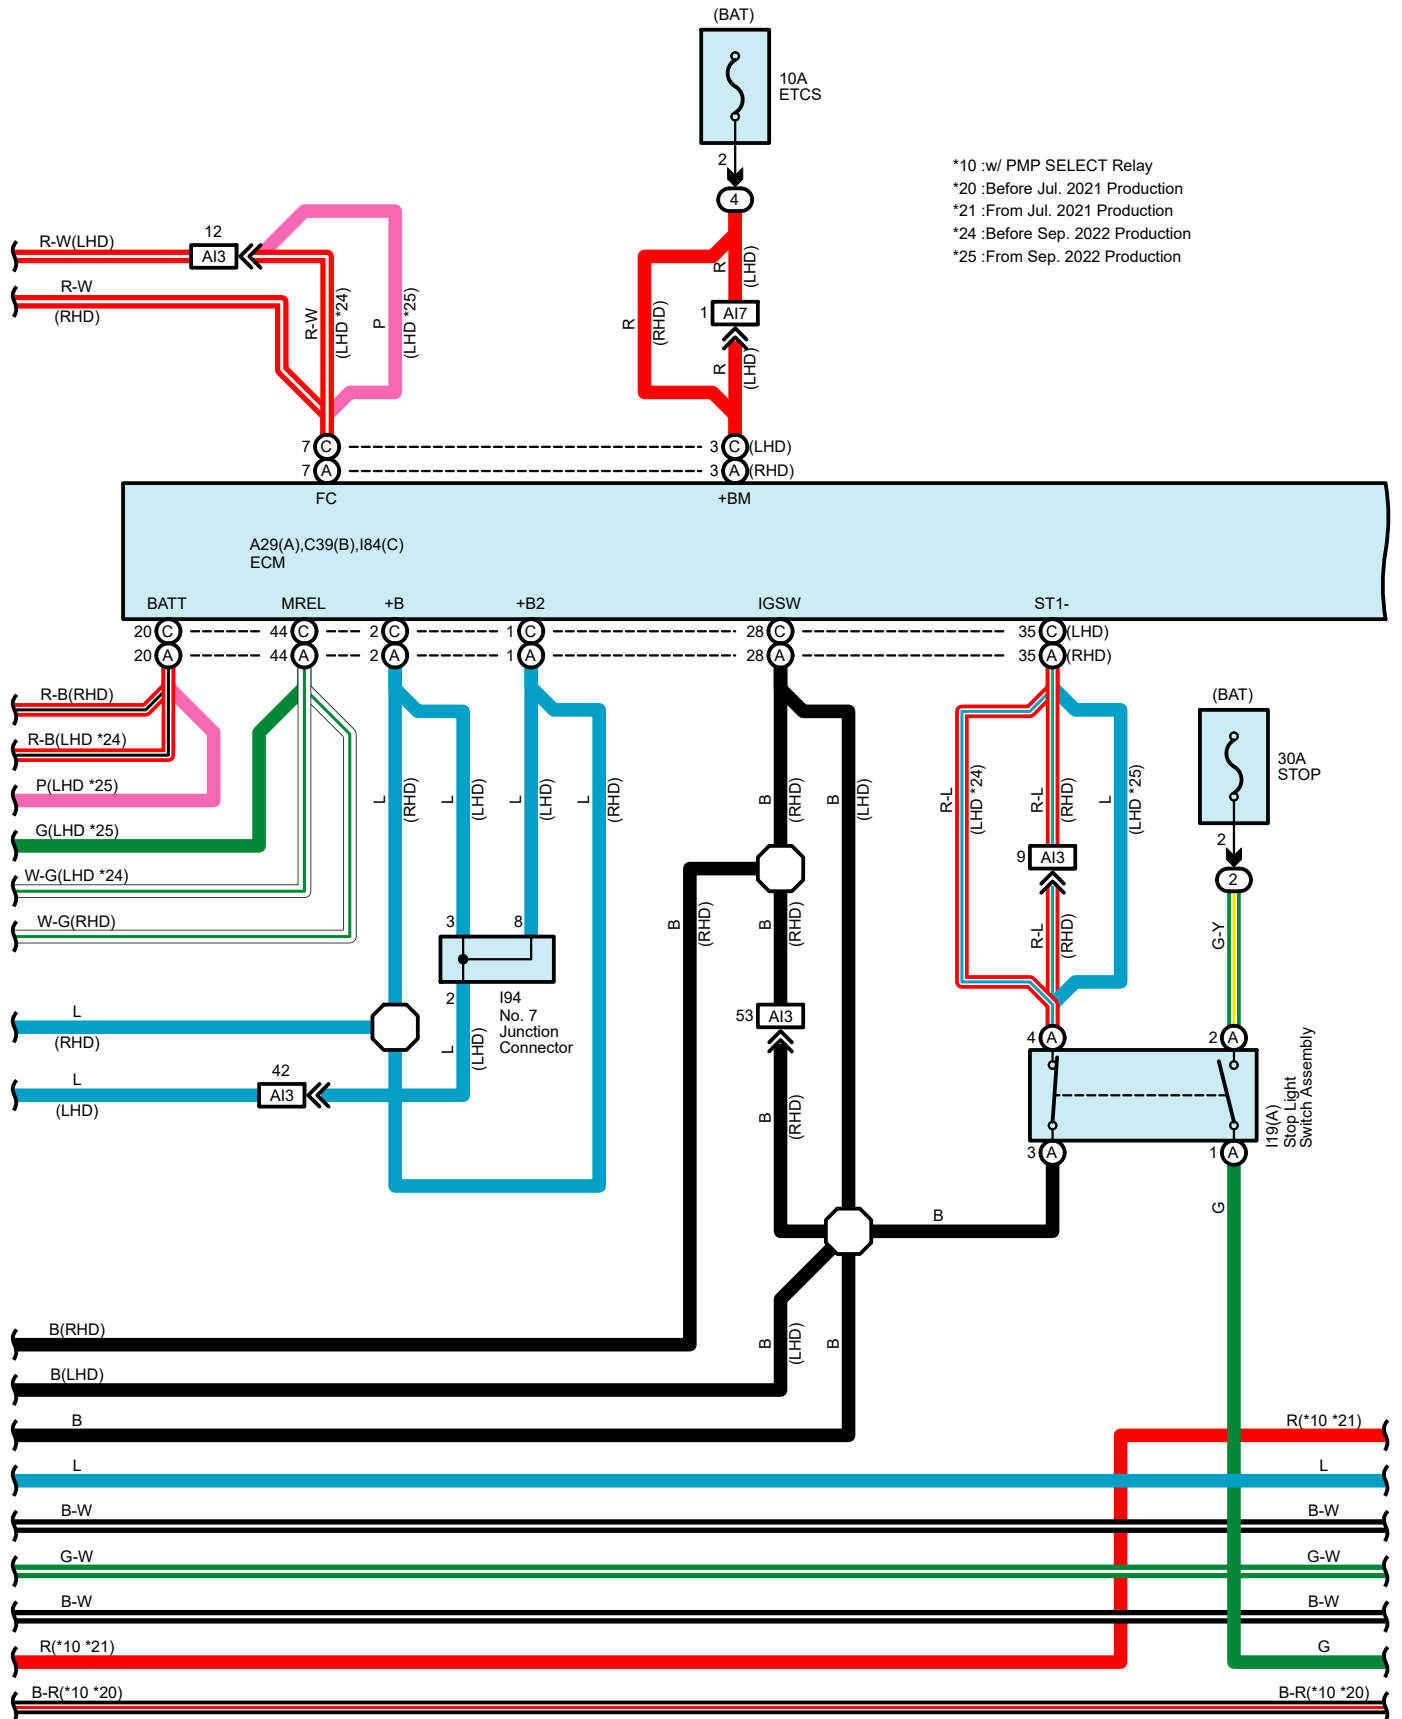 (BAT)
10A
ETCS
2
4
*10 :w/ PMP SELECT Relay
*20 :Before Jul. 2021 Production
*21 :From Jul. 2021 Production
*24 :Before Sep. 2022 Production
*25 :From Sep. 2022 Production
R-W(LHD)
12
AI3
R-W
(RHD)
R-W
(LHD *24)
P
(LHD *25)
R
(RHD)
R
(LHD)
1
AI7
R
(LHD)
7
C
3
C
(LHD)
7
A
3
A
(RHD)
FC
+BM
A29(A),C39(B),I84(C)
ECM
BATT
MREL
+B
+B2
IGSW
ST1-
20
C
44
C
2
C
1
C
28
C
35
C
(LHD)
20
A
44
A
2
A
1
A
28
A
35
A
(RHD)
R-B(RHD)
R-B(LHD *24)
P(LHD *25)
G(LHD *25)
W-G(LHD *24)
W-G(RHD)
L
(RHD)
L
(LHD)
L
(LHD)
L
(RHD)
B
(RHD)
B
(LHD)
R-L
(LHD *24)
R-L
(RHD)
L
(LHD *25)
(BAT)
30A
STOP
2
2
9
AI3
R-L
(RHD)
G-Y
3
8
2
I94
No. 7
Junction
Connector
B
(RHD)
B
(RHD)
53
AI3
L
(RHD)
L
(LHD)
42
AI3
L
(LHD)
B
(RHD)
4
A
2
A
I19(A)
Stop Light
Switch Assembly
3
A
1
A
B
G
B(RHD)
B
(LHD)
B
B(LHD)
B
R(*10 *21)
L
L
B-W
B-W
G-W
G-W
B-W
B-W
R(*10 *21)
G
B-R(*10 *20)
B-R(*10 *20)